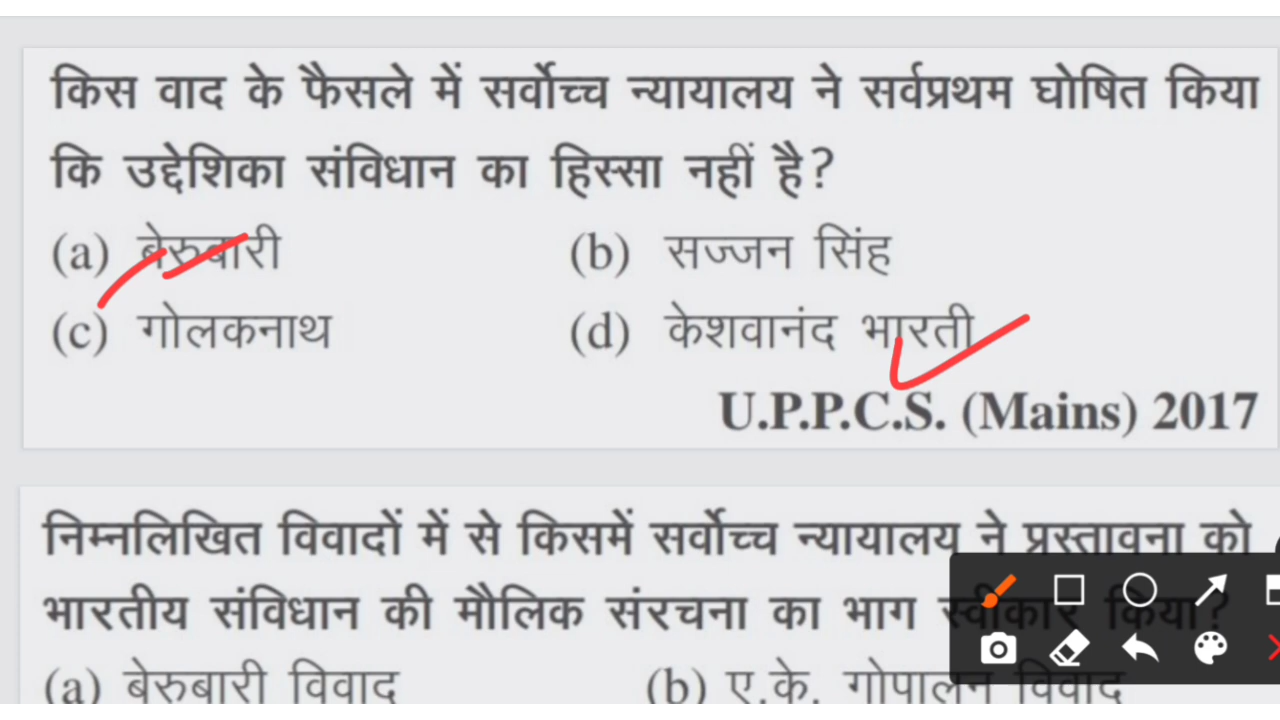 किस वाद के फैसले में सर्वोच्च न्यायालय ने सर्वप्रथम घोषित किया
कि उद्देशिका संविधान का हिस्सा नहीं है?
(a) बेरुबारी (b) सज्जन सिंह
(c) गोलकनाथ (d) केशवानंद भारती
U.P.P.C.S. (Mains) 2017
निम्नलिखित विवादों में से किसमें सर्वोच्च न्यायालय ने प्रस्तावना को
भारतीय संविधान की मौलिक संरचना का भाग स्वीकार किया?
(a) बेरुबारी विवाद (b) ए.के. गोपालन विवाद